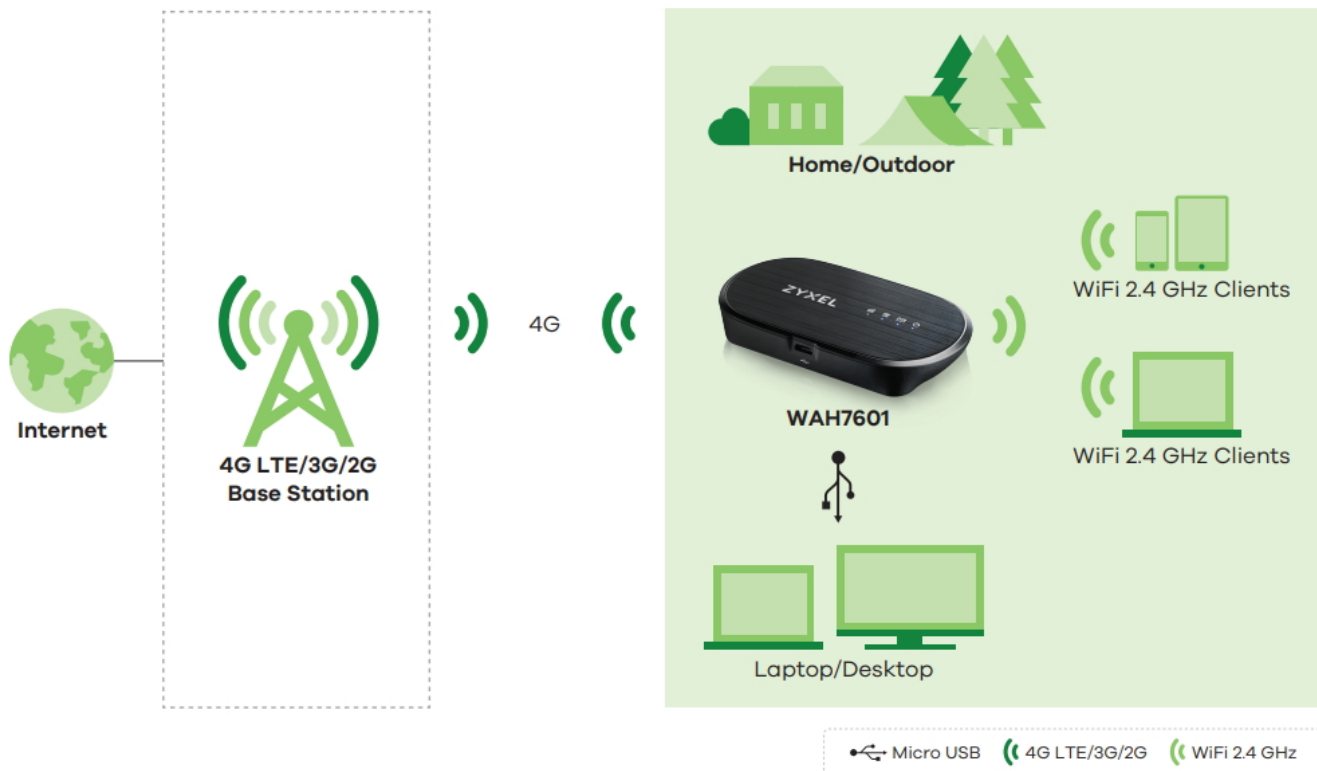 Home/Outdoor
WiFi 2.4 GHz Clients
4G
ZYXEL
Internet
WAH7601
WiFi 2.4 GHz Clients
4G LTE/3G/2G
Base Station
Laptop/Desktop
Micro USB
4G LTE/3G/2G
WiFi 2.4 GHz